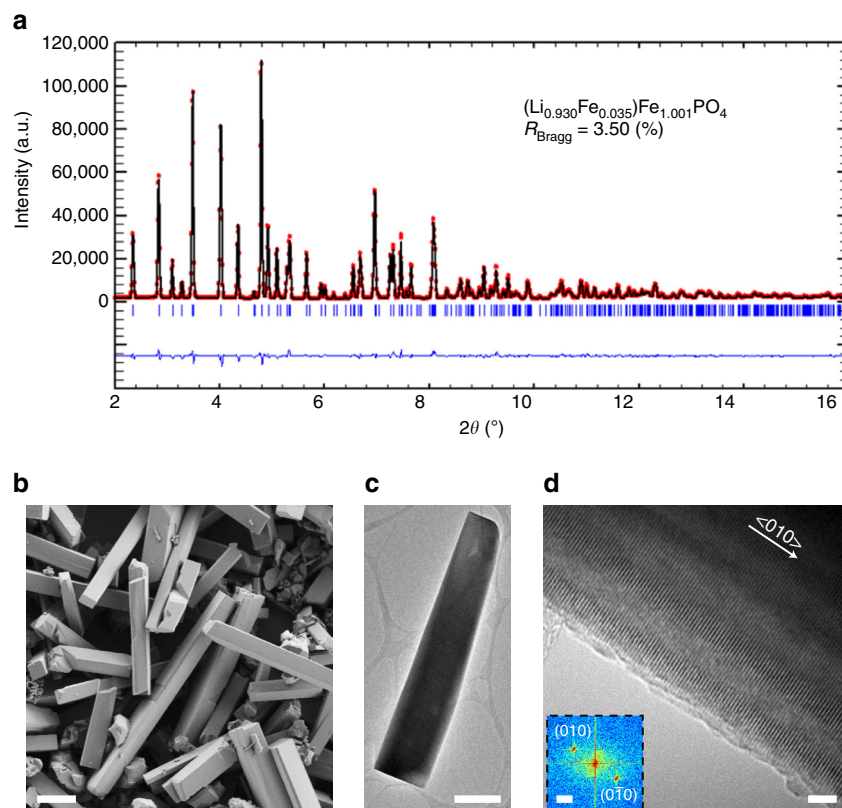 a
120,000
100,000
80,000
60,000
40,000
20,000
0
Intensity (a.u.)
(Li0.930Fe0.035)Fe1.001PO4
RBragg = 3.50 (%)
2 4 6 8 10 12 14 16
2θ (°)
b
c
d
<010>
(010)
(010)